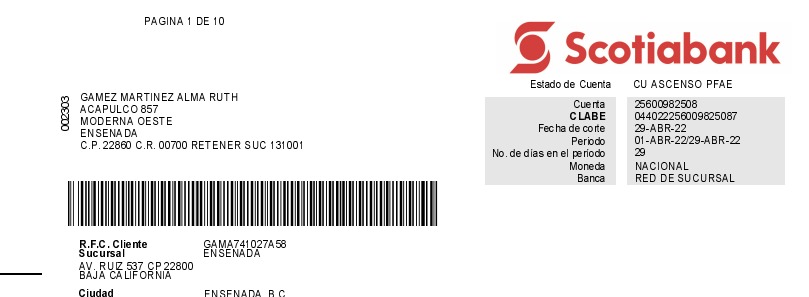 PAGINA 1 DE 10
Scotiabank
Estado de Cuenta CU ASCENSO PFAE
002303
GAMEZ MARTINEZ ALMA RUTH
ACAPULCO 857
MODERNA OESTE
ENSENADA
C.P. 22860 C.R. 00700 RETENER SUC 131001
Cuenta 25600982508
CLABE 044022256009825087
Fecha de corte 29-ABR-22
Periodo 01-ABR-22/29-ABR-22
No. de días en el período 29
Moneda NACIONAL
Banca RED DE SUCURSAL
R.F.C. Cliente GAMA741027A58
Sucursal ENSENADA
AV. RUIZ 537 CP 22800
BAJA CALIFORNIA
Ciudad ENSENADA, B.C.